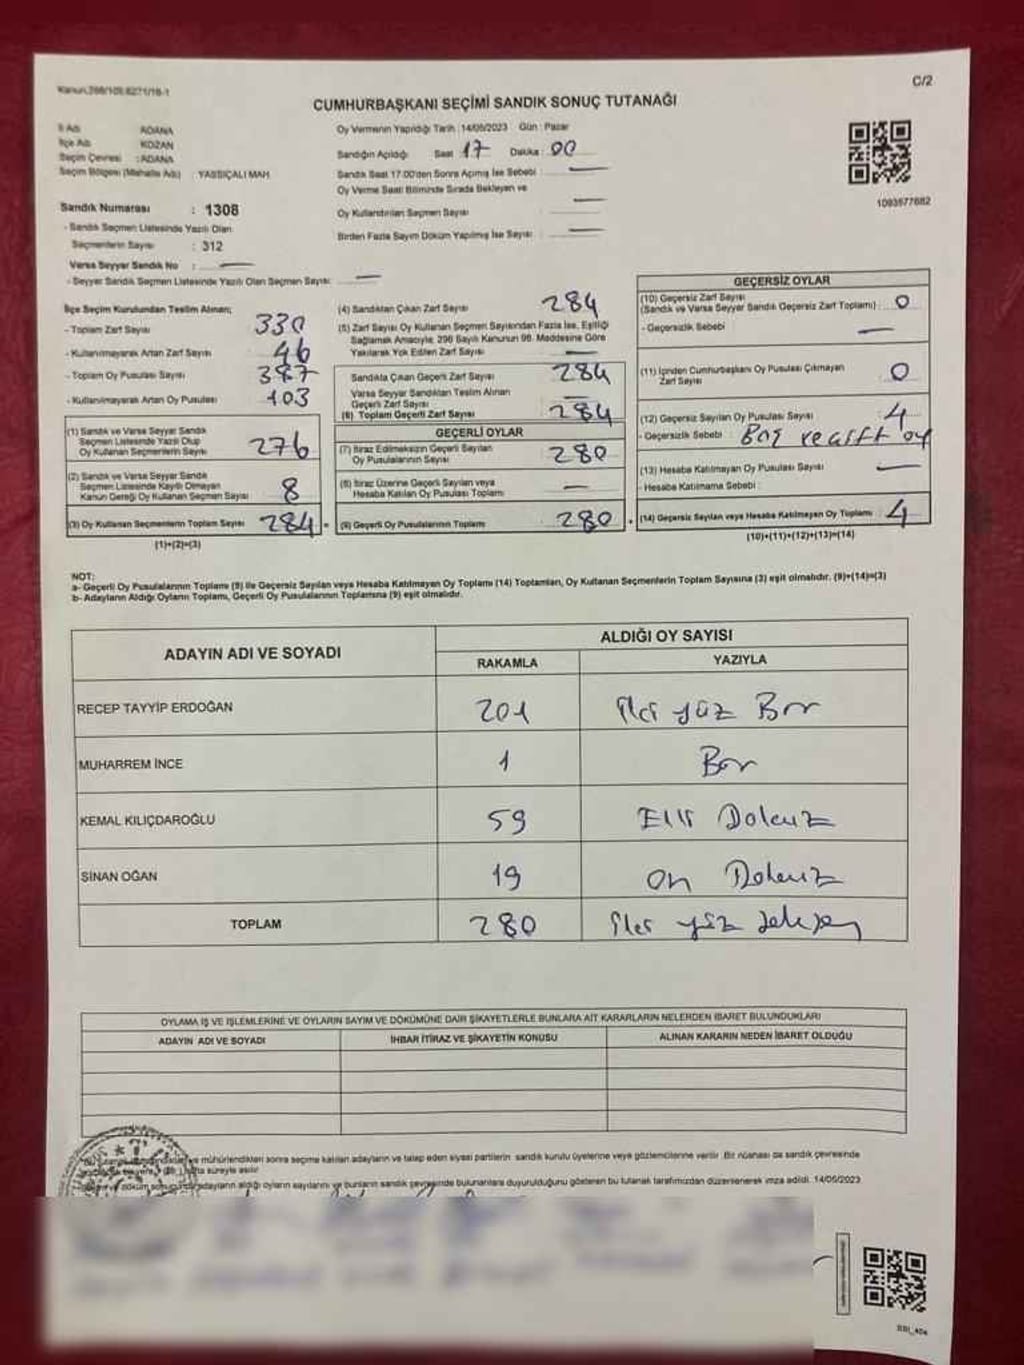 Kanun.298/105.6271/16-1
C/2
CUMHURBAŞKANI SEÇİMİ SANDIK SONUÇ TUTANAĞI
İl Adı ADANA
İlçe Adı KOZAN
Seçim Çevresi : ADANA
Seçim Bölgesi (Mahalle Adı) : YASSIÇALI MAH.
Sandık Numarası : 1308
- Sandık Seçmen Listesinde Yazılı Olan
Seçmenlerin Sayısı : 312
Varsa Seyyar Sandık No : —
- Seyyar Sandık Seçmen Listesinde Yazılı Olan Seçmen Sayısı: —
Oy Vermenin Yapıldığı Tarih :14/05/2023 Gün : Pazar
Sandığın Açıldığı Saat 17 Dakika : 00
Sandık Saat 17.00'den Sonra Açılmış İse Sebebi : —
Oy Verme Saati Bitiminde Sırada Bekleyen ve
Oy Kullandırılan Seçmen Sayısı : —
Birden Fazla Sayım Döküm Yapılmış İse Sayısı : —
1093577682
İlçe Seçim Kurulundan Teslim Alınan;
- Toplam Zarf Sayısı 330
- Kullanılmayarak Artan Zarf Sayısı 46
- Toplam Oy Pusulası Sayısı 387
- Kullanılmayarak Artan Oy Pusulası : 103
(1) Sandık ve Varsa Seyyar Sandık
Seçmen Listesinde Yazılı Olup
Oy Kullanan Seçmenlerin Sayısı 276
(2) Sandık ve Varsa Seyyar Sandık
Seçmen Listesinde Kayıtlı Olmayan
Kanun Gereği Oy Kullanan Seçmen Sayısı 8
(3) Oy Kullanan Seçmenlerin Toplam Sayısı 284 =
(1)+(2)=(3)
(4) Sandıktan Çıkan Zarf Sayısı 284
(5) Zarf Sayısı Oy Kullanan Seçmen Sayısından Fazla İse, Eşitliği
Sağlamak Amacıyla, 298 Sayılı Kanunun 98. Maddesine Göre
Yakılarak Yok Edilen Zarf Sayısı —
Sandıkta Çıkan Geçerli Zarf Sayısı 284
Varsa Seyyar Sandıktan Teslim Alınan
Geçerli Zarf Sayısı —
(6) Toplam Geçerli Zarf Sayısı 284
GEÇERLİ OYLAR
(7) İtiraz Edilmeksizin Geçerli Sayılan
Oy Pusulalarının Sayısı 280
(8) İtiraz Üzerine Geçerli Sayılan veya
Hesaba Katılan Oy Pusulası Toplamı —
(9) Geçerli Oy Pusulalarının Toplamı 280 +
GEÇERSİZ OYLAR
(10) Geçersiz Zarf Sayısı
(Sandık ve Varsa Seyyar Sandık Geçersiz Zarf Toplamı) : 0
- Geçersizlik Sebebi —
(11) İçinden Cumhurbaşkanı Oy Pusulası Çıkmayan
Zarf Sayısı 0
(12) Geçersiz Sayılan Oy Pusulası Sayısı 4
- Geçersizlik Sebebi : Boş ve çift oy
(13) Hesaba Katılmayan Oy Pusulası Sayısı —
- Hesaba Katılmama Sebebi :
(14) Geçersiz Sayılan veya Hesaba Katılmayan Oy Toplamı : 4
(10)+(11)+(12)+(13)=(14)
NOT:
a- Geçerli Oy Pusulalarının Toplamı (9) ile Geçersiz Sayılan veya Hesaba Katılmayan Oy Toplamı (14) Toplamları, Oy Kullanan Seçmenlerin Toplam Sayısına (3) eşit olmalıdır. (9)+(14)=(3)
b- Adayların Aldığı Oyların Toplamı, Geçerli Oy Pusulalarının Toplamına (9) eşit olmalıdır.
ADAYIN ADI VE SOYADI
ALDIĞI OY SAYISI
RAKAMLA YAZIYLA
RECEP TAYYİP ERDOĞAN 201 iki yüz Bir
MUHARREM İNCE 1 Bir
KEMAL KILIÇDAROĞLU 59 Elli Dokuz
SİNAN OĞAN 19 on Dokuz
TOPLAM 280 iki yüz seksen
OYLAMA İŞ VE İŞLEMLERİNE VE OYLARIN SAYIM VE DÖKÜMÜNE DAİR ŞİKAYETLERLE BUNLARA AİT KARARLARIN NELERDEN İBARET BULUNDUKLARI
ADAYIN ADI VE SOYADI İHBAR İTİRAZ VE ŞİKAYETİN KONUSU ALINAN KARARIN NEDEN İBARET OLDUĞU
mühürlendikten sonra seçime katılan adayların ve talep eden siyasi partilerin sandık kurulu üyelerine veya gözlemcilerine verilir. Bir nüshası da sandık çevresinde
süreyle asılır.
adayların aldığı oyların sayılarını ve bunların sandık çevresinde bulunanlara duyurulduğunu gösteren bu tutanak tarafımızdan düzenlenerek imza edildi. 14/05/2023